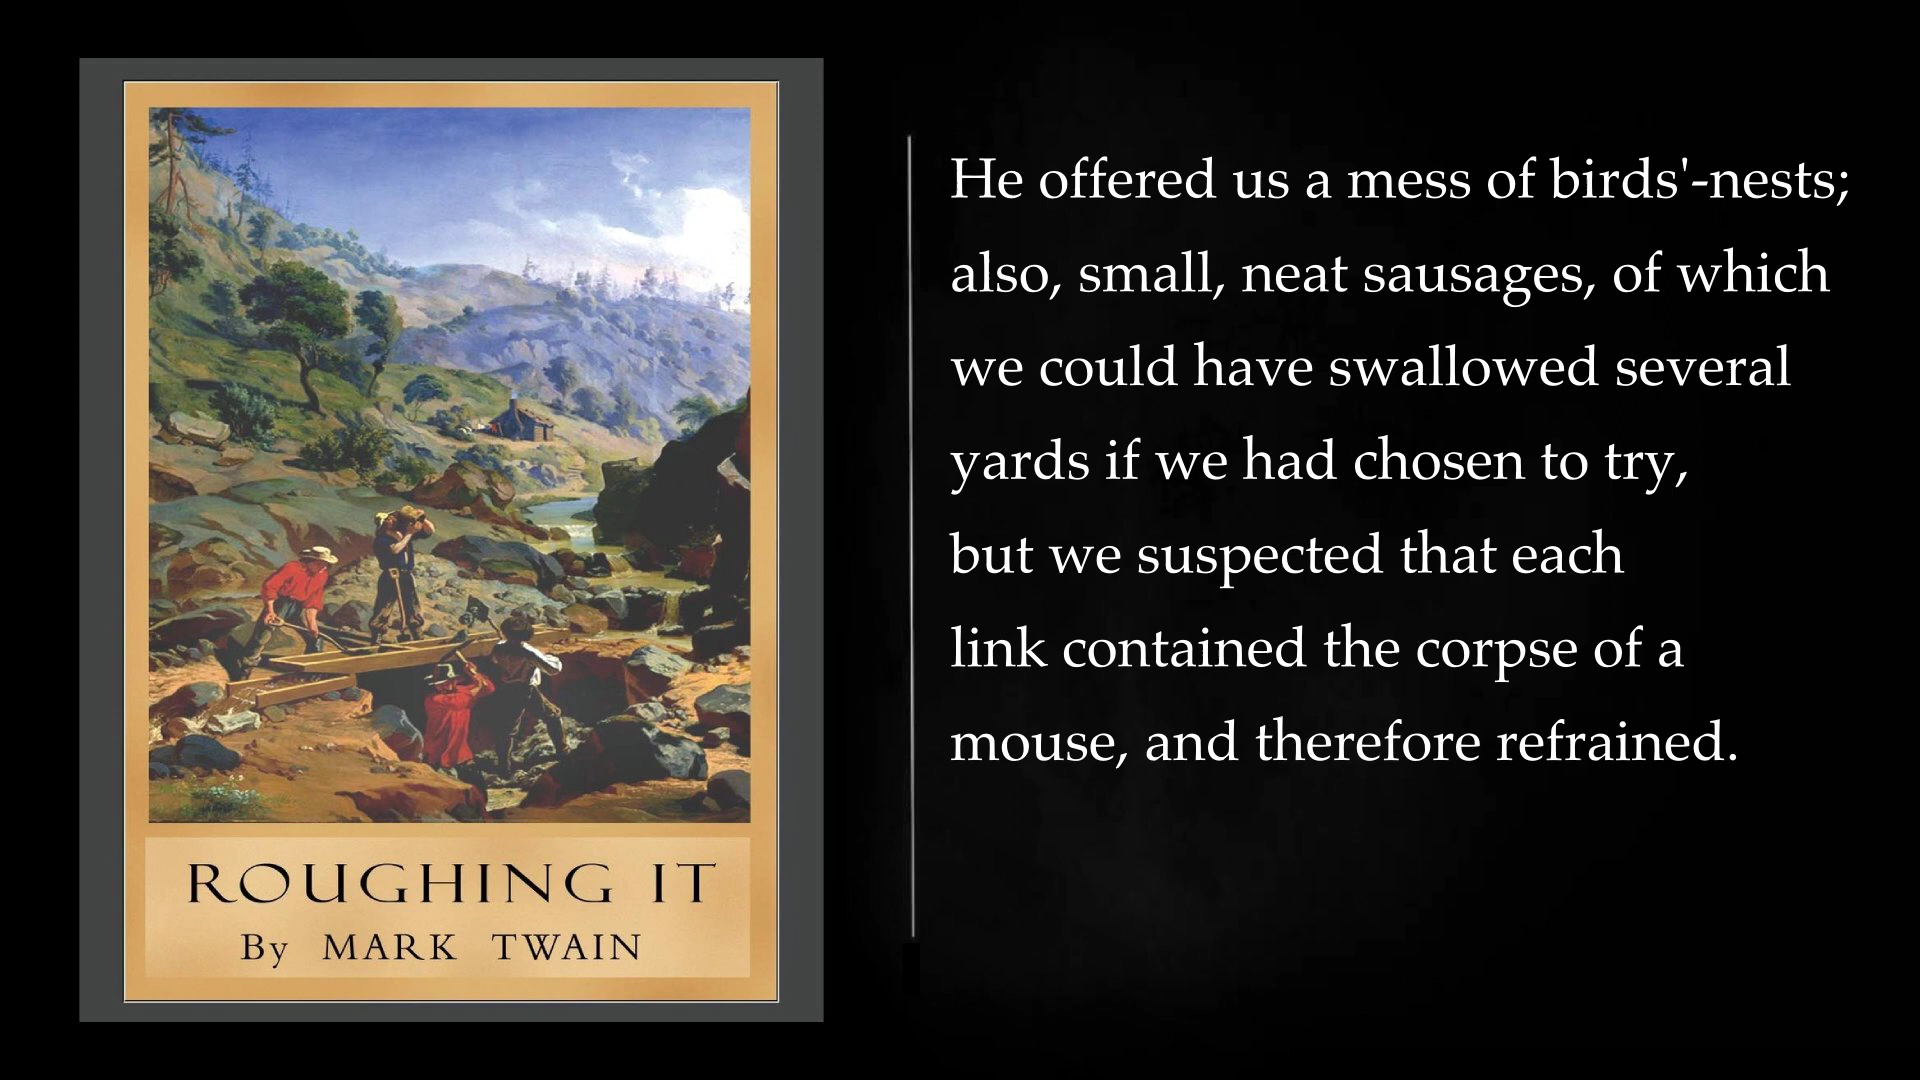 ROUGHING IT
By MARK TWAIN
He offered us a mess of birds'-nests;
also, small, neat sausages, of which
we could have swallowed several
yards if we had chosen to try,
but we suspected that each
link contained the corpse of a
mouse, and therefore refrained.